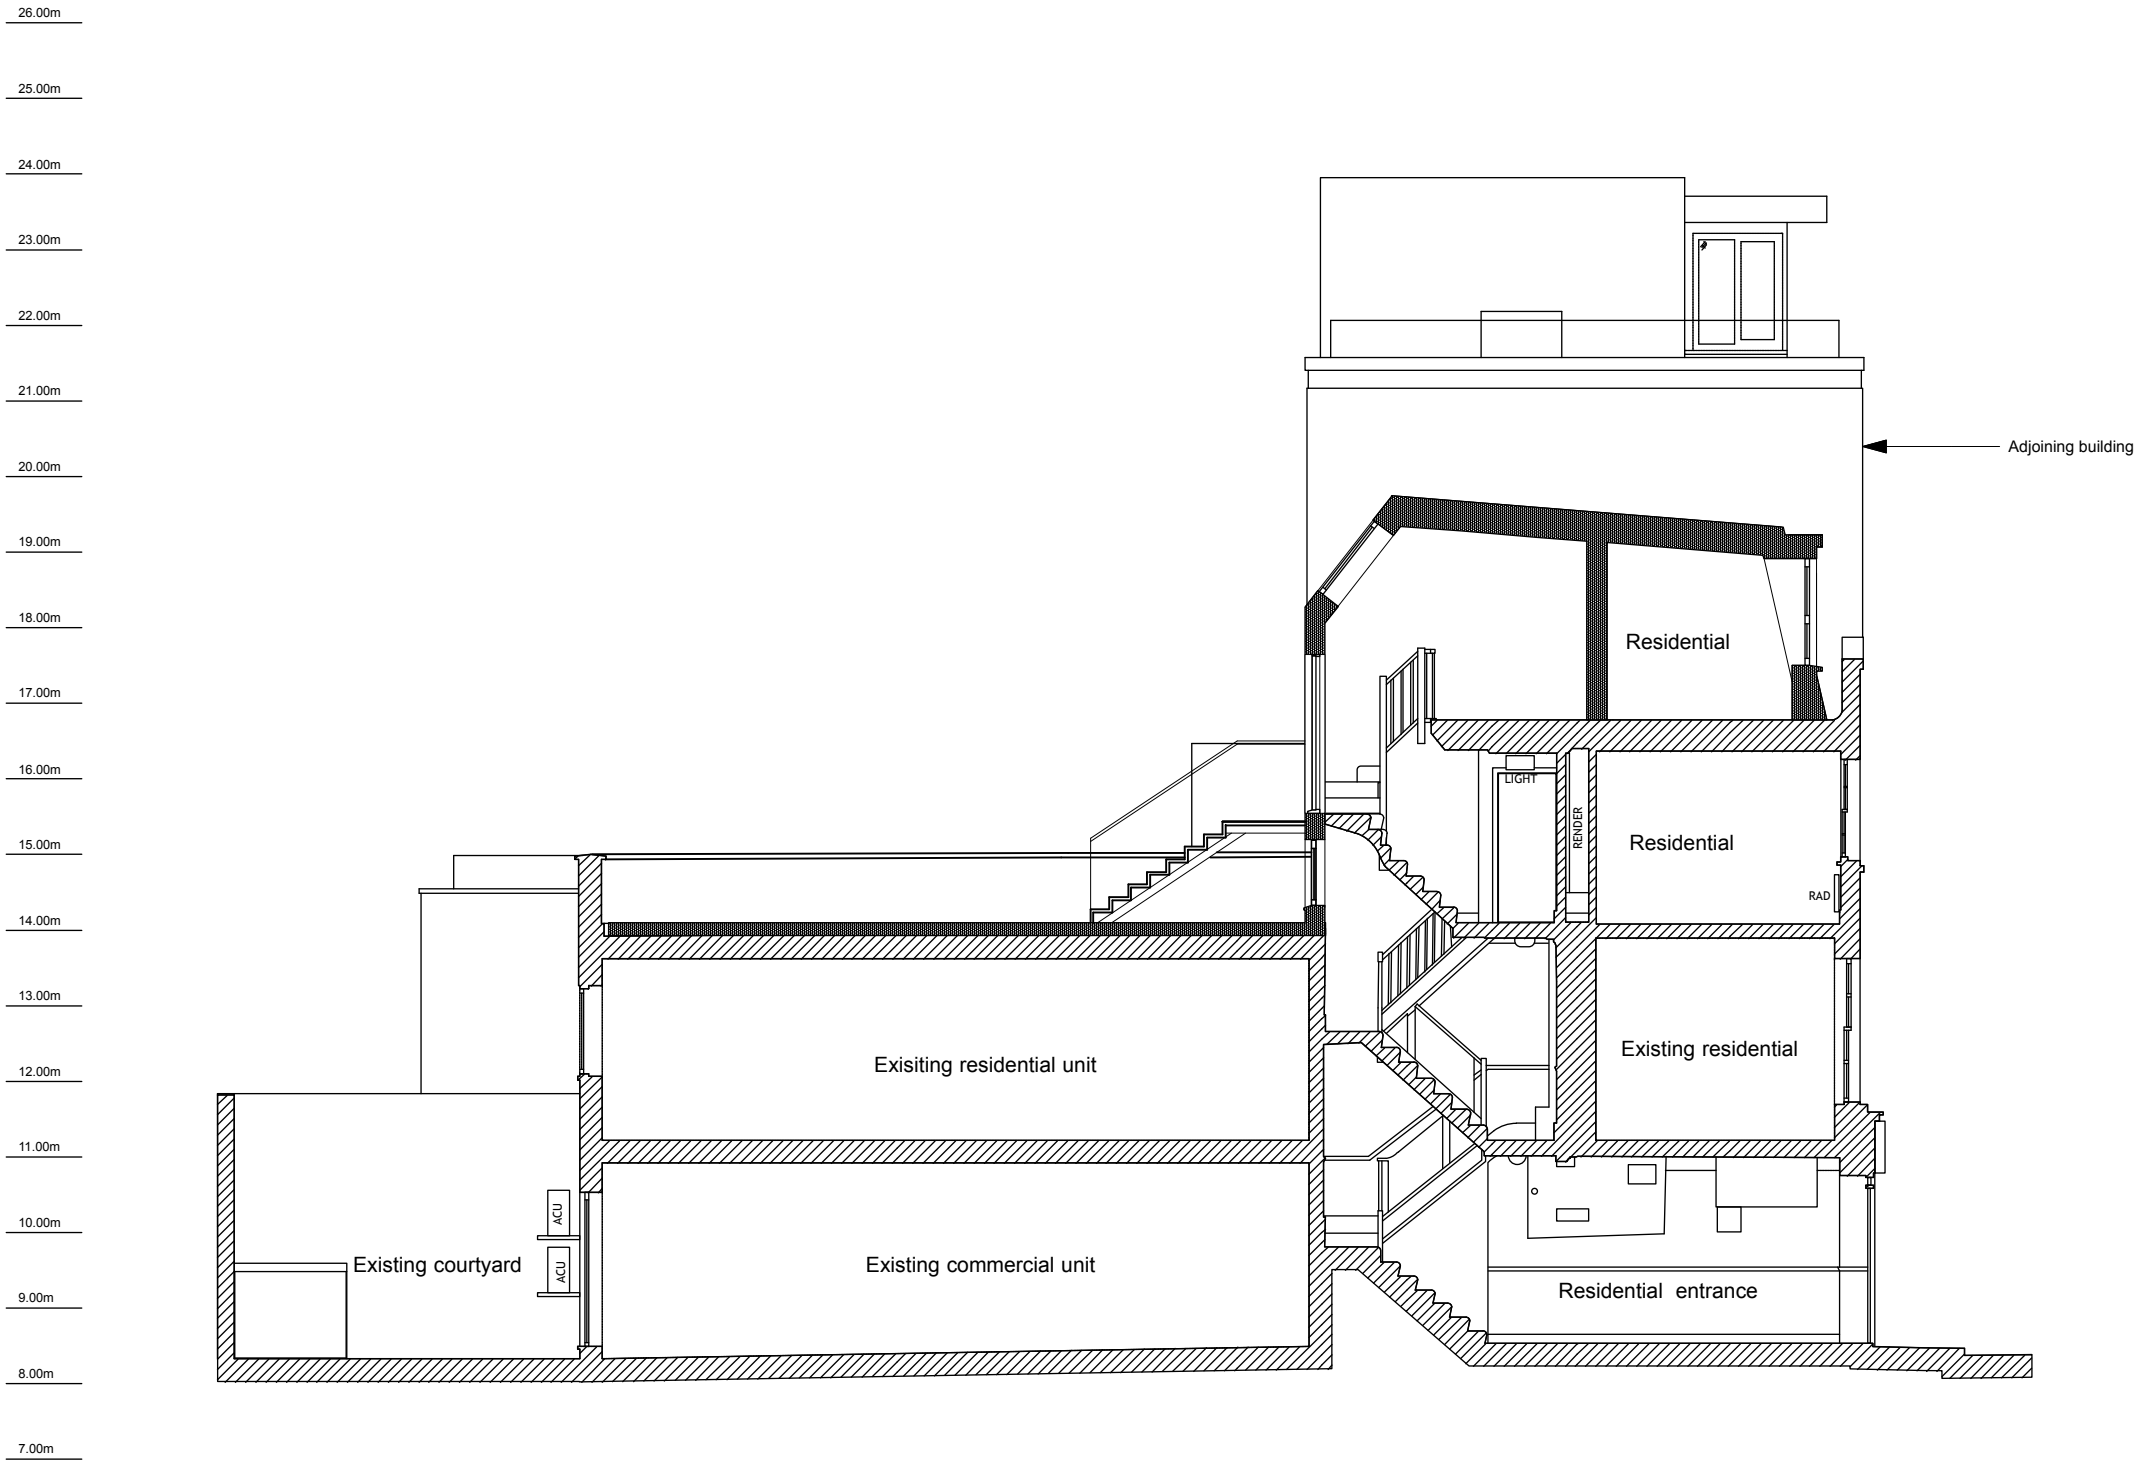 26.00m
25.00m
24.00m
23.00m
22.00m
21.00m
Adjoining building
20.00m
19.00m
18.00m
Residential
17.00m
16.00m
LIGHT
RENDER
15.00m
Residential
RAD
14.00m
13.00m
Existing residential
Exisiting residential unit
12.00m
11.00m
ACU
10.00m
Existing courtyard
ACU
Existing commercial unit
Residential entrance
9.00m
8.00m
7.00m